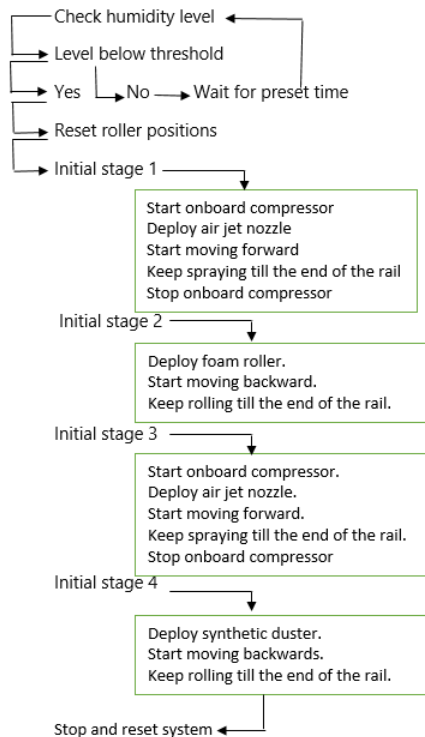 Check humidity level
Level below threshold
Yes No Wait for preset time
Reset roller positions
Initial stage 1
Start onboard compressor
Deploy air jet nozzle
Start moving forward
Keep spraying till the end of the rail
Stop onboard compressor
Initial stage 2
Deploy foam roller.
Start moving backward.
Keep rolling till the end of the rail.
Initial stage 3
Start onboard compressor.
Deploy air jet nozzle.
Start moving forward.
Keep spraying till the end of the rail.
Stop onboard compressor
Initial stage 4
Deploy synthetic duster.
Start moving backwards.
Keep rolling till the end of the rail.
Stop and reset system